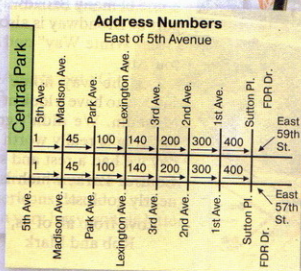 Address Numbers
East of 5th Avenue
Central Park
5th Ave.
Madison Ave.
Park Ave.
Lexington Ave.
3rd Ave.
2nd Ave.
1st Ave.
Sutton Pl.
FDR Dr.
1 45 100 140 200 300 400
East
59th
St.
1 45 100 140 200 300 400
East
57th
St.
5th Ave.
Madison Ave.
Park Ave.
Lexington Ave.
3rd Ave.
2nd Ave.
1st Ave.
Sutton Pl.
FDR Dr.